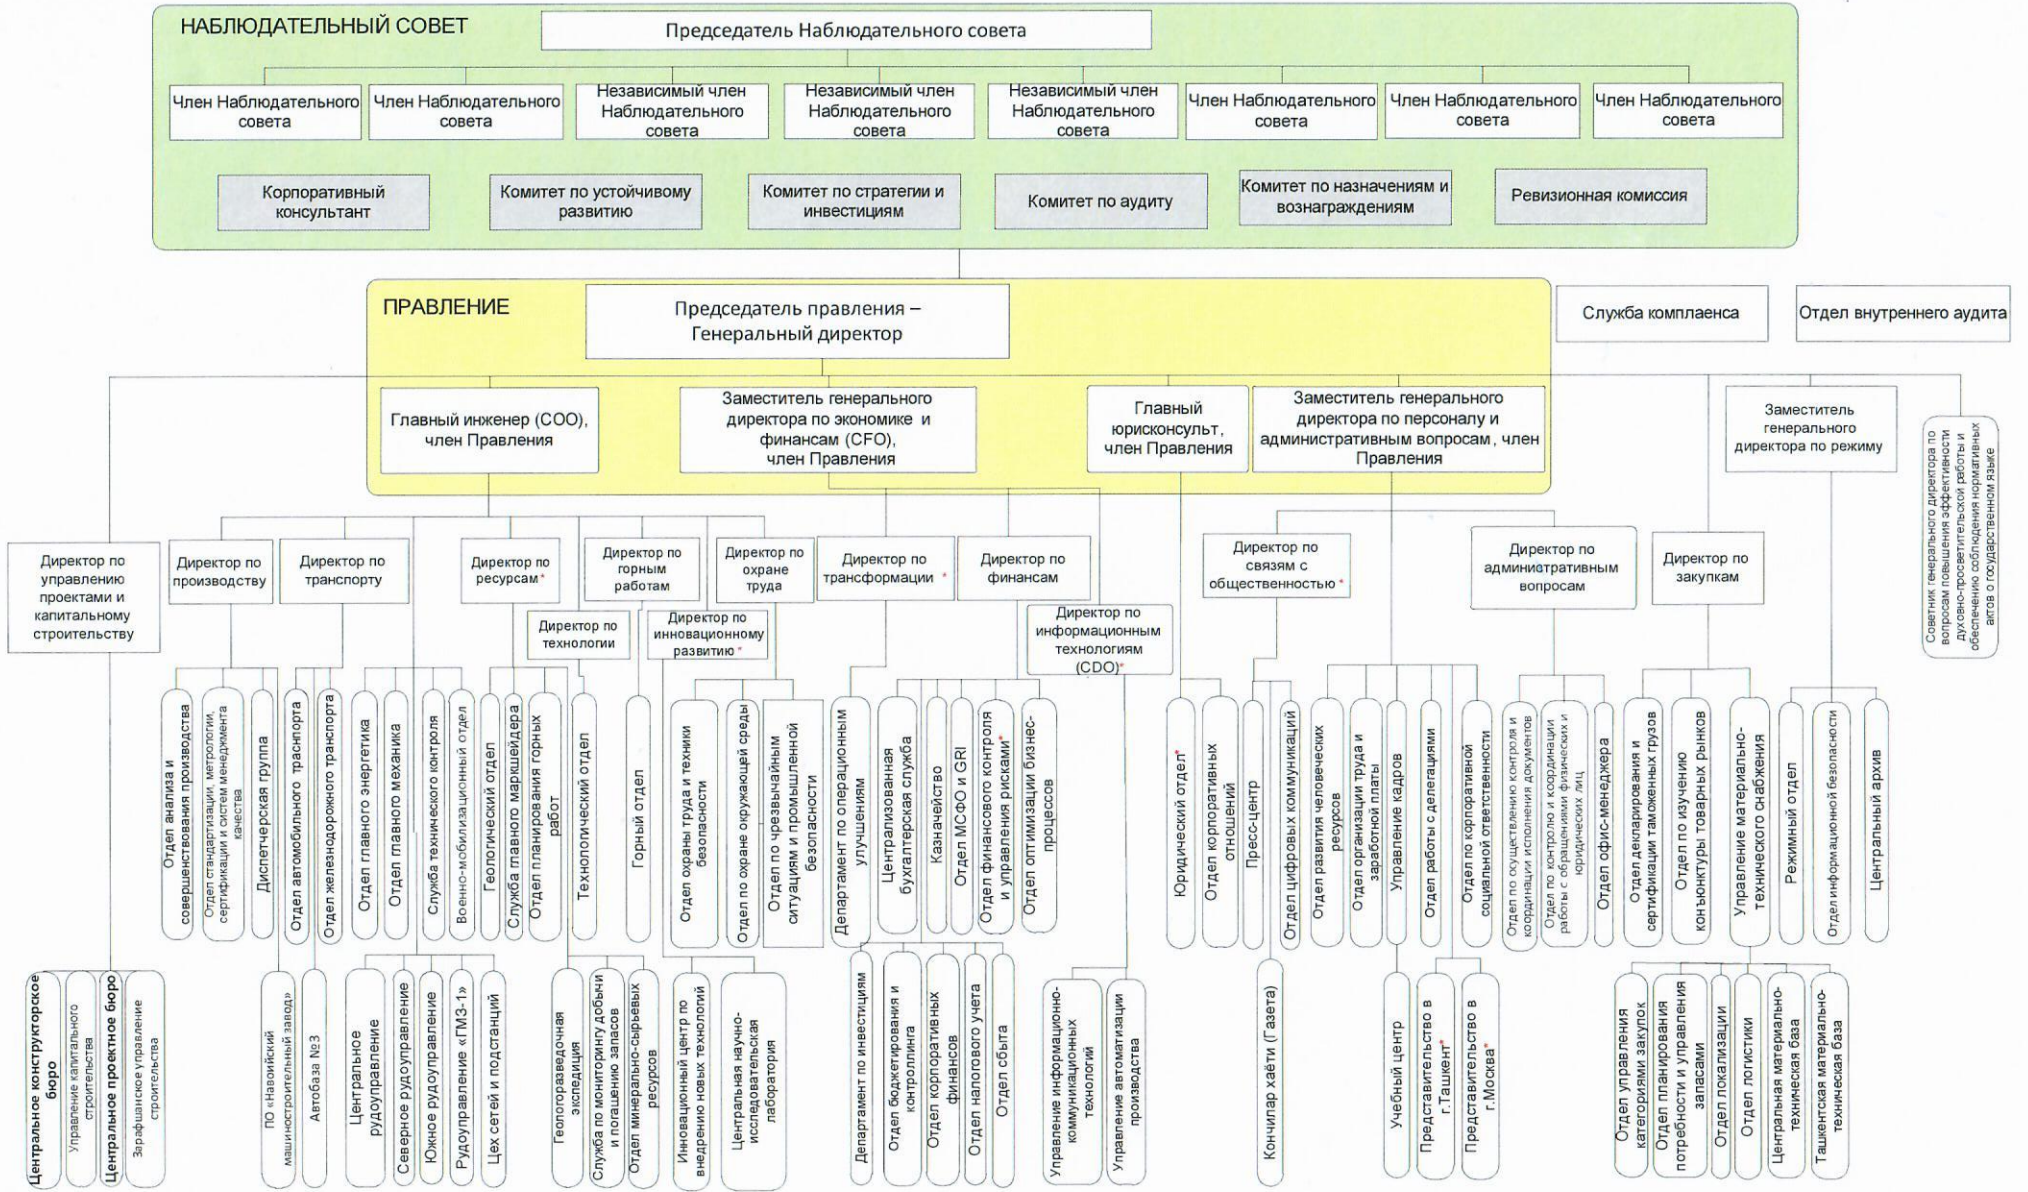 НАБЛЮДАТЕЛЬНЫЙ СОВЕТ
Председатель Наблюдательного совета
Член Наблюдательного
совета
Член Наблюдательного
совета
Независимый член
Наблюдательного
совета
Независимый член
Наблюдательного
совета
Независимый член
Наблюдательного
совета
Член Наблюдательного
совета
Член Наблюдательного
совета
Член Наблюдательного
совета
Корпоративный
консультант
Комитет по устойчивому
развитию
Комитет по стратегии и
инвестициям
Комитет по аудиту
Комитет по назначениям и
вознаграждениям
Ревизионная комиссия
ПРАВЛЕНИЕ
Председатель правления –
Генеральный директор
Служба комплаенса
Отдел внутреннего аудита
Главный инженер (COO),
член Правления
Заместитель генерального
директора по экономике и
финансам (CFO),
член Правления
Главный
юрисконсульт,
член Правления
Заместитель генерального
директора по персоналу и
административным вопросам, член
Правления
Заместитель
генерального
директора по режиму
Советник генерального директора по
вопросам повышения эффективности
духовно-просветительской работы и
обеспечению соблюдения нормативных
актов о государственном языке
Директор по
управлению
проектами и
капитальному
строительству
Директор по
производству
Директор по
транспорту
Директор по
ресурсам*
Директор по
технологии
Директор по
горным
работам
Директор по
инновационному
развитию*
Директор по
охране
труда
Директор по
трансформации *
Директор по
финансам
Директор по
информационным
технологиям
(CDO)*
Директор по
связям с
общественностью *
Директор по
административным
вопросам
Директор по
закупкам
Отдел анализа и
совершенствования производства
Отдел стандартизации, метрологии,
сертификации и систем менеджмента
качества
Диспетчерская группа
Отдел автомобильного траснпорта
Отдел железнодорожного транспорта
Отдел главного энергетика
Отдел главного механика
Служба технического контроля
Военно-мобилизационный отдел
Геологический отдел
Служба главного маркшейдера
Отдел планирования горных
работ
Технологический отдел
Горный отдел
Отдел охраны труда и техники
безопасности
Отдел по охране окружающей среды
Отдел по чрезвычайным
ситуациям и промышленной
безопасности
Департамент по операционным
улучшениям
Централизованная
бухгалтерская служба
Казначейство
Отдел МСФО и GRI
Отдел финансового контроля
и управления рисками*
Отдел оптимизации бизнес-
процессов
Юридический отдел*
Отдел корпоративных
отношений
Пресс-центр
Отдел цифровых коммуникаций
Отдел развития человеческих
ресурсов
Отдел организации труда и
заработной платы
Управление кадров
Отдел работы с делегациями
Отдел по корпоративной
социальной ответственности
Отдел по осуществлению контроля и
координации исполнения документов
Отдел по контролю и координации
работы с обращениями физических и
юридических лиц
Отдел офис-менеджера
Отдел декларирования и
сертификации таможенных грузов
Отдел по изучению
конъюнктуры товарных рынков
Управление материально-
технического снабжения
Режимный отдел
Отдел информационной безопасности
Центральный архив
Центральное конструкторское
бюро
Управление капитального
строительства
Центральное проектное бюро
Зарафшанское управление
строительства
ПО «Навоийский
машиностроительный завод»
Автобаза №3
Центральное
рудоуправление
Северное рудоуправление
Южное рудоуправление
Рудоуправление «ГМЗ-1»
Цех сетей и подстанций
Геологоразведочная
экспедиция
Служба по мониторингу добычи
и погашению запасов
Отдел минерально-сырьевых
ресурсов
Инновационный центр по
внедрению новых технологий
Центральная научно-
исследовательская
лаборатория
Департамент по инвестициям
Отдел бюджетирования и
контроллинга
Отдел корпоративных
финансов
Отдел налогового учета
Отдел сбыта
Управление информационно-
коммуникационных
технологий
Управление автоматизации
производства
Кончилар хаёти (Газета)
Учебный центр
Представительство в
г.Ташкент*
Представительство в
г.Москва*
Отдел управления
категориями закупок
Отдел планирования
потребности и управления
запасами
Отдел локализации
Отдел логистики
Центральная материально-
техническая база
Ташкентская материально-
техническая база